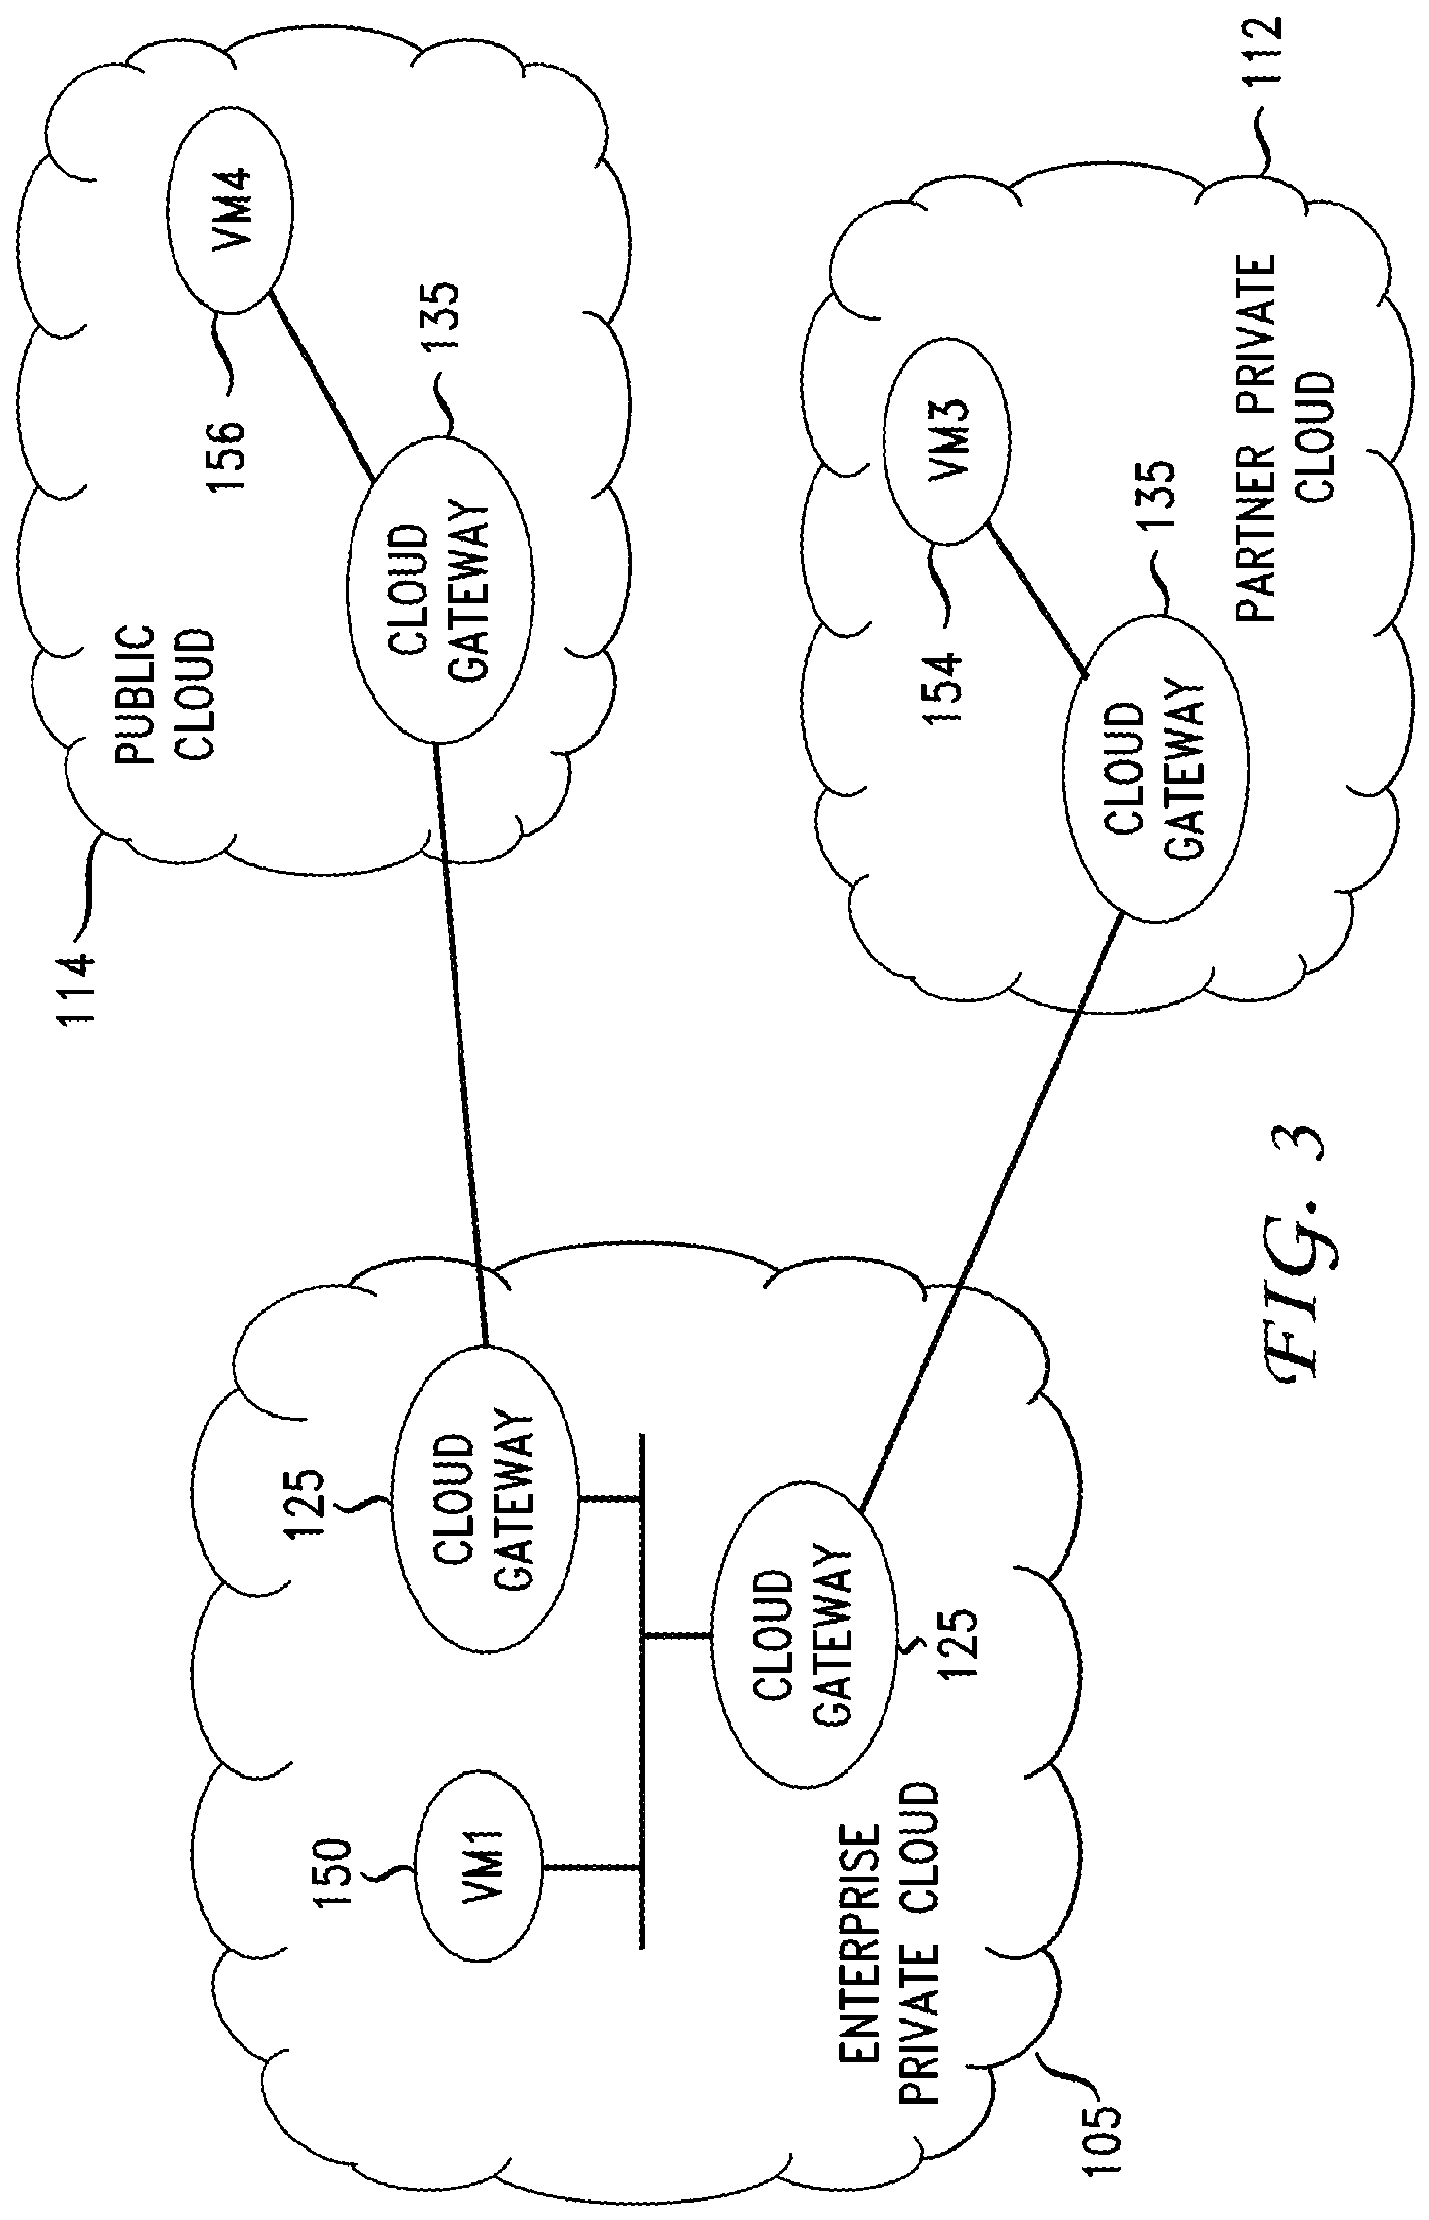 114
PUBLIC
CLOUD
156
VM4
CLOUD
GATEWAY
135
125
CLOUD
GATEWAY
150
VM1
CLOUD
GATEWAY
125
ENTERPRISE
PRIVATE CLOUD
105
154
VM3
CLOUD
GATEWAY
135
PARTNER PRIVATE
CLOUD
112
FIG. 3